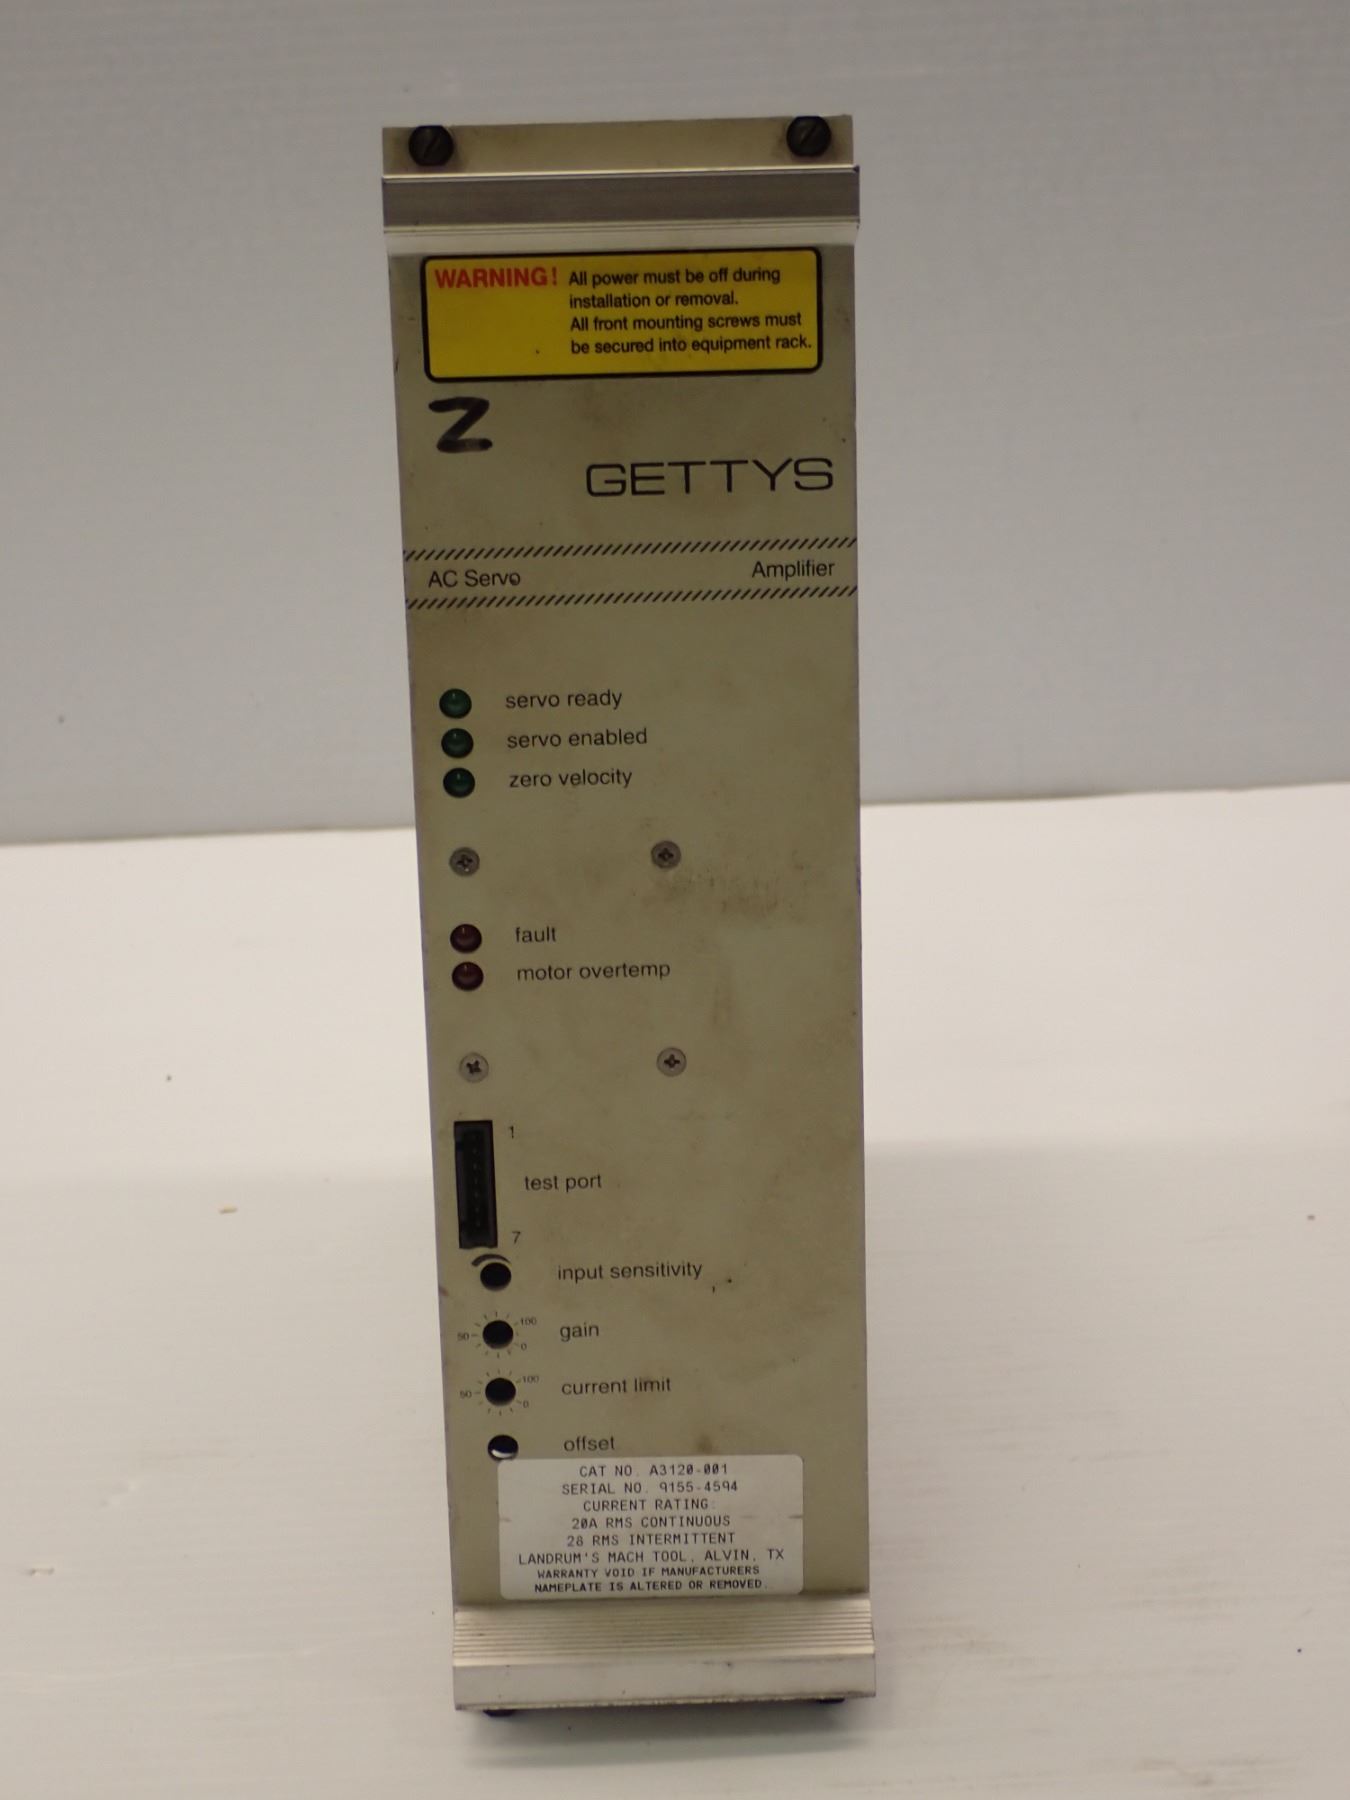 WARNING! All power must be off during
installation or removal.
All front mounting screws must
be secured into equipment rack.
Z
GETTYS
AC Servo Amplifier
servo ready
servo enabled
zero velocity
fault
motor overtemp
1
test port
7
input sensitivity
100
50 gain
0
100
50 current limit
0
offset
CAT NO. A3120-001
SERIAL NO. 9155-4594
CURRENT RATING:
20A RMS CONTINUOUS
28 RMS INTERMITTENT
LANDRUM'S MACH TOOL, ALVIN, TX
WARRANTY VOID IF MANUFACTURERS
NAMEPLATE IS ALTERED OR REMOVED.